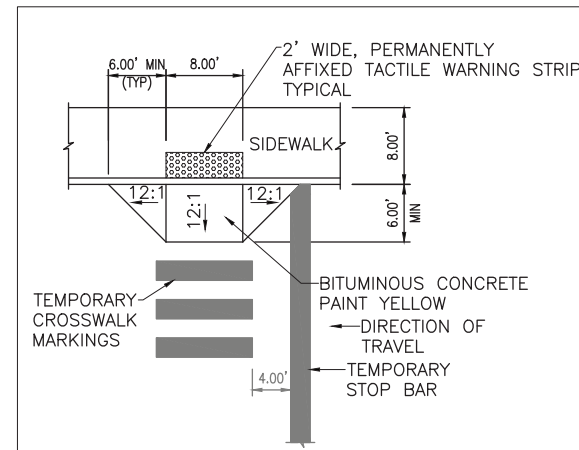 6.00' MIN
(TYP)
8.00'
2' WIDE, PERMANENTLY
AFFIXED TACTILE WARNING STRIP
TYPICAL
SIDEWALK
8.00'
12:1
12:1
12:1
6.00'
MIN
TEMPORARY
CROSSWALK
MARKINGS
BITUMINOUS CONCRETE
PAINT YELLOW
DIRECTION OF
TRAVEL
TEMPORARY
STOP BAR
4.00'